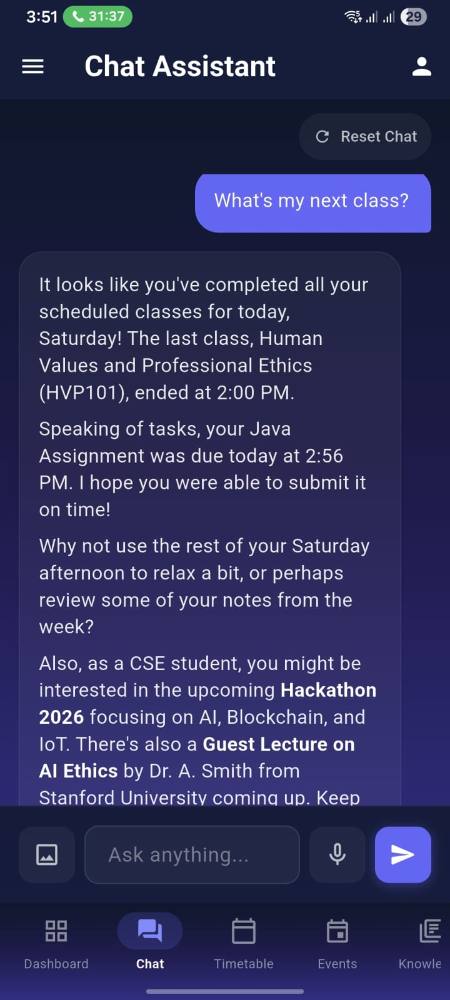 3:51 31:37 5 29
Chat Assistant
Reset Chat
What's my next class?
It looks like you've completed all your
scheduled classes for today,
Saturday! The last class, Human
Values and Professional Ethics
(HVP101), ended at 2:00 PM.
Speaking of tasks, your Java
Assignment was due today at 2:56
PM. I hope you were able to submit it
on time!
Why not use the rest of your Saturday
afternoon to relax a bit, or perhaps
review some of your notes from the
week?
Also, as a CSE student, you might be
interested in the upcoming Hackathon
2026 focusing on AI, Blockchain, and
IoT. There's also a Guest Lecture on
AI Ethics by Dr. A. Smith from
Stanford University coming up. Keep
Ask anything...
Dashboard Chat Timetable Events Knowle